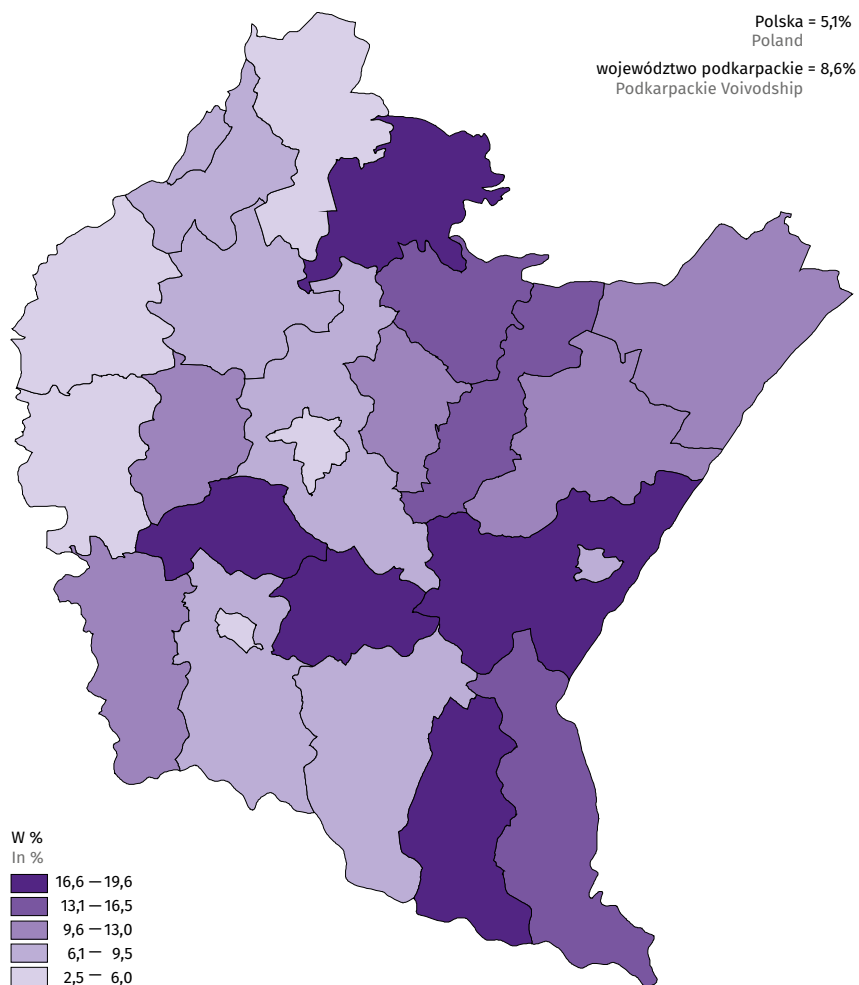 Polska = 5,1%
Poland
województwo podkarpackie = 8,6%
Podkarpackie Voivodship
W %
In %
16,6 — 19,6
13,1 — 16,5
9,6 — 13,0
6,1 — 9,5
2,5 — 6,0